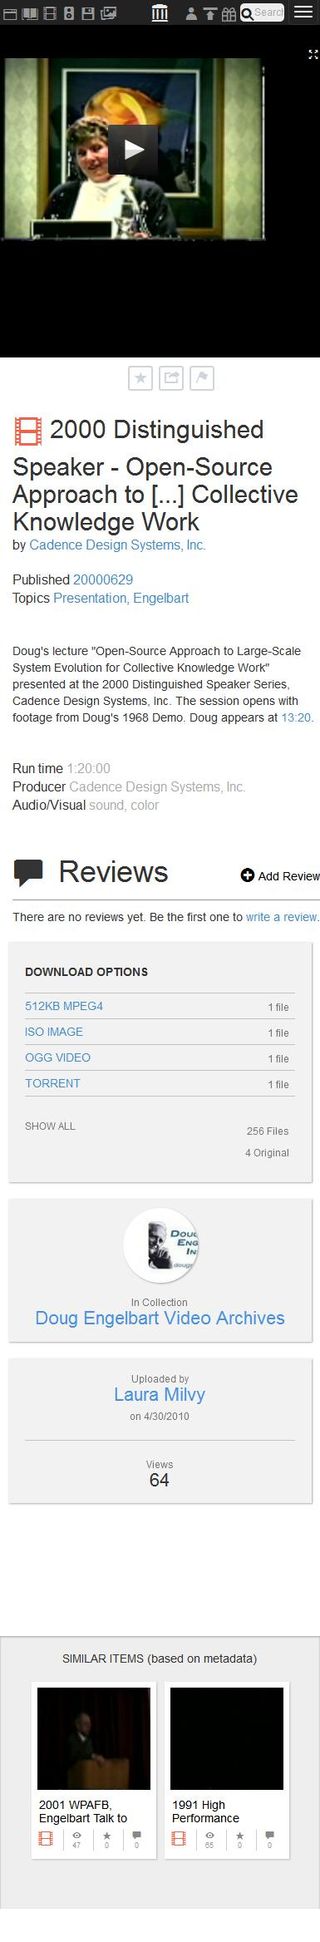 Search
2000 Distinguished
Speaker - Open-Source
Approach to [...] Collective
Knowledge Work
by Cadence Design Systems, Inc.
Published 20000629
Topics Presentation, Engelbart
Doug's lecture "Open-Source Approach to Large-Scale
System Evolution for Collective Knowledge Work"
presented at the 2000 Distinguished Speaker Series,
Cadence Design Systems, Inc. The session opens with
footage from Doug's 1968 Demo. Doug appears at 13:20.
Run time 1:20:00
Producer Cadence Design Systems, Inc.
Audio/Visual sound, color
Reviews
Add Review
There are no reviews yet. Be the first one to write a review.
DOWNLOAD OPTIONS
512KB MPEG4 1 file
ISO IMAGE 1 file
OGG VIDEO 1 file
TORRENT 1 file
SHOW ALL 256 Files
4 Original
In Collection
Doug Engelbart Video Archives
Uploaded by
Laura Milvy
on 4/30/2010
Views
64
SIMILAR ITEMS (based on metadata)
2001 WPAFB,
Engelbart Talk to
47 0 0
1991 High
Performance
65 0 0